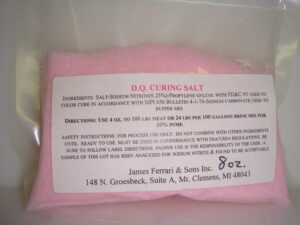 D.Q. CURING SALT
INGREDIENTS: SALT-SODIUM NITRITE(6.25%)-PROPYLENE GLYCOL WITH FD&C #3 USED TO
COLOR CURE IN ACCORDANCE WITH MPI 656 BULLETIN 4-1-74-SODIUM CARBONATE USED TO
BUFFER MIX
DIRECTIONS: USE 4 OZ. TO 100 LBS MEAT OR 24 LBS PER 100 GALLONS BRINE MIX FOR
10% PUMP.
SAFETY INSTRUCTIONS: FOR PROCESS USE ONLY. DO NOT COMBINE WITH OTHER INGREDIENTS
UNTIL READY TO USE. MUST BE USED IN CONFORMITY WITH FDA/USDA REGULATIONS. BE
SURE TO FOLLOW LABEL DIRECTIONS. PROPER USE IS THE RESPONSIBILITY OF THE USER. A
SAMPLE OF THIS LOT HAS BEEN ANALYZED FOR SODIUM NITRITE & FOUND TO BE ACCEPTABLE
James Ferrari & Sons Inc. 8oz.
148 N. Groesbeck, Suite A, Mt. Clemens, MI 48043